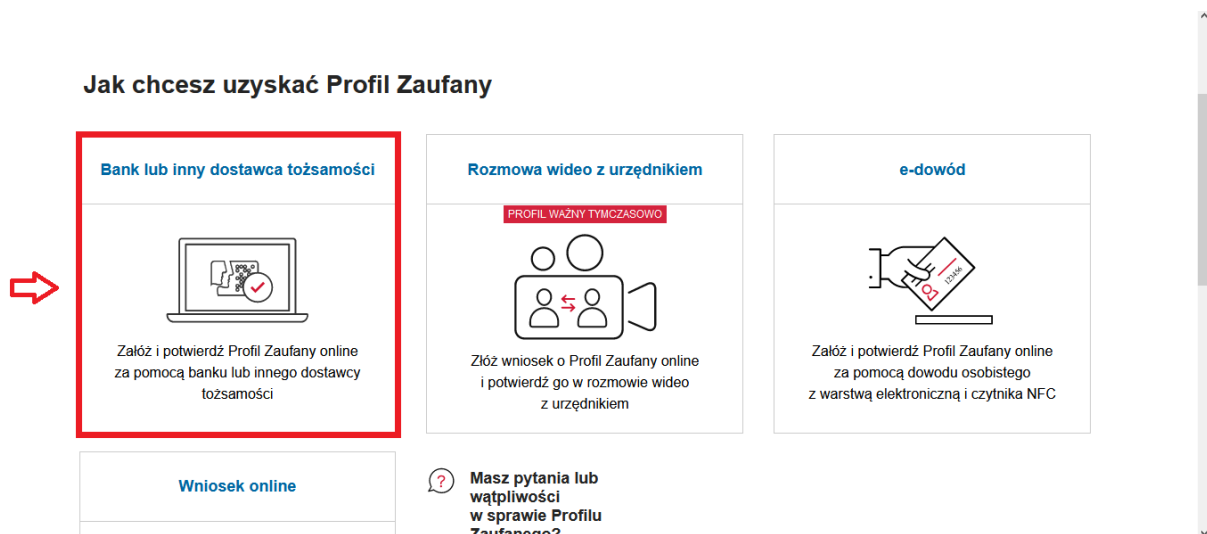 Jak chcesz uzyskać Profil Zaufany
Bank lub inny dostawca tożsamości
Załóż i potwierdź Profil Zaufany online
za pomocą banku lub innego dostawcy
tożsamości
Rozmowa wideo z urzędnikiem
PROFIL WAŻNY TYMCZASOWO
Złóż wniosek o Profil Zaufany online
i potwierdź go w rozmowie wideo
z urzędnikiem
e-dowód
123456
Załóż i potwierdź Profil Zaufany online
za pomocą dowodu osobistego
z warstwą elektroniczną i czytnika NFC
Wniosek online
?
Masz pytania lub
wątpliwości
w sprawie Profilu
Zaufanego?